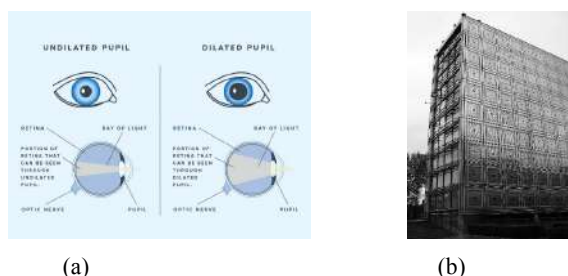 UNDILATED PUPIL
DILATED PUPIL
RETINA
RAY OF LIGHT
PORTION OF
RETINA THAT
CAN BE SEEN
THROUGH
UNDILATED
PUPIL.
OPTIC NERVE
PUPIL
RETINA
RAY OF LIGHT
PORTION OF
RETINA THAT
CAN BE SEEN
THROUGH
DILATED
PUPIL.
OPTIC NERVE
PUPIL
(a)
(b)